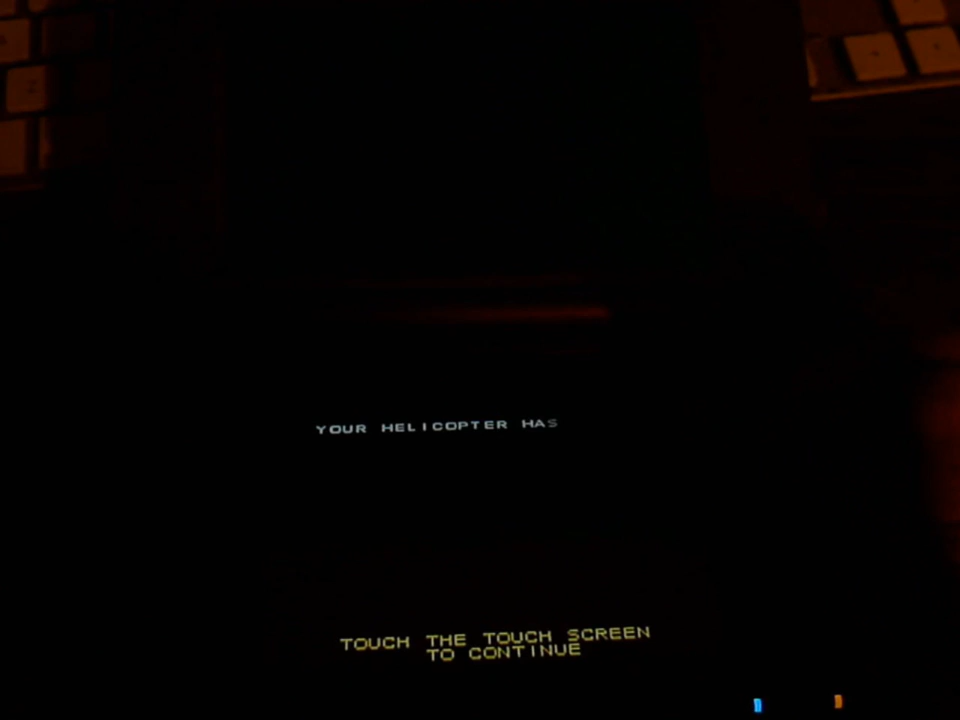 YOUR HELICOPTER HAS
TOUCH THE TOUCH SCREEN
TO CONTINUE